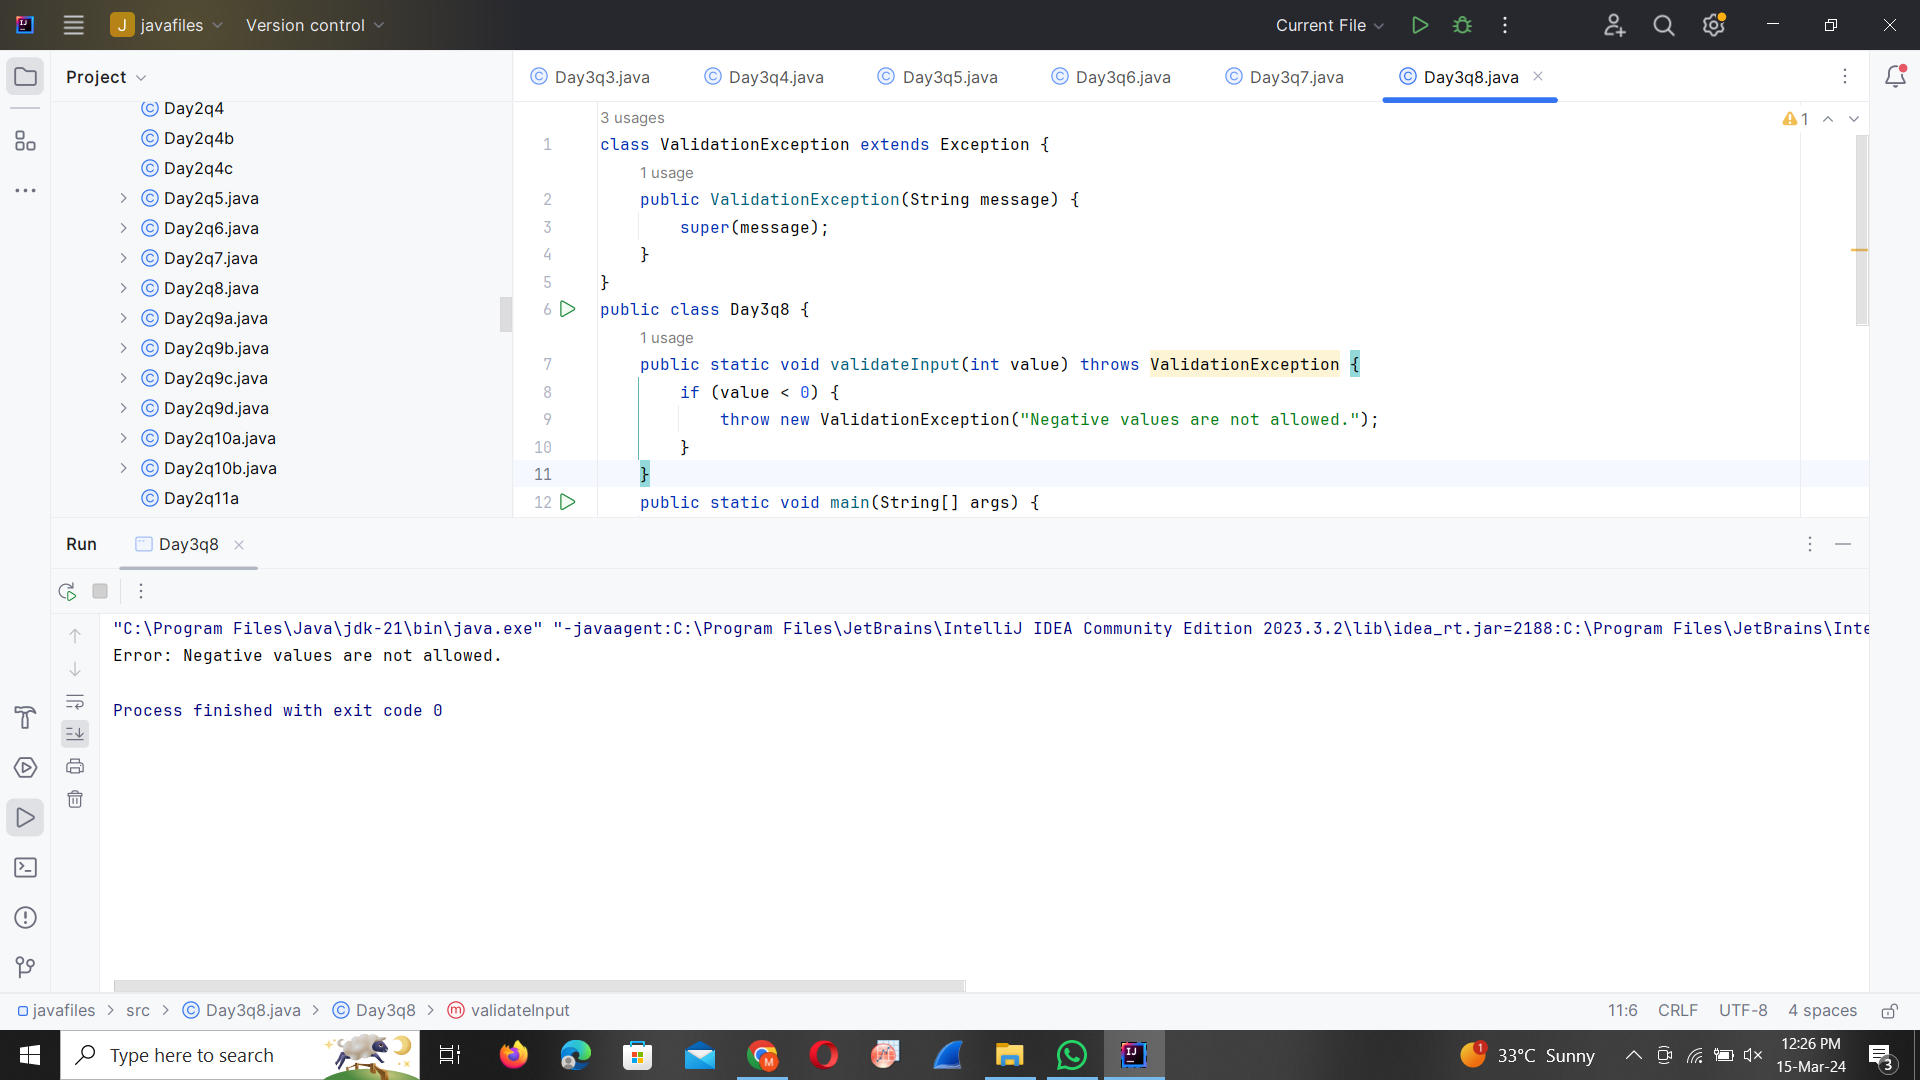 J javafiles Version control Current File
Project
Day2q4
Day2q4b
Day2q4c
Day2q5.java
Day2q6.java
Day2q7.java
Day2q8.java
Day2q9a.java
Day2q9b.java
Day2q9c.java
Day2q9d.java
Day2q10a.java
Day2q10b.java
Day2q11a
Day3q3.java Day3q4.java Day3q5.java Day3q6.java Day3q7.java Day3q8.java
3 usages
1
1 class ValidationException extends Exception {
1 usage
2 public ValidationException(String message) {
3 super(message);
4 }
5 }
6 public class Day3q8 {
1 usage
7 public static void validateInput(int value) throws ValidationException {
8 if (value < 0) {
9 throw new ValidationException("Negative values are not allowed.");
10 }
11 }
12 public static void main(String[] args) {
Run Day3q8
"C:\Program Files\Java\jdk-21\bin\java.exe" "-javaagent:C:\Program Files\JetBrains\IntelliJ IDEA Community Edition 2023.3.2\lib\idea_rt.jar=2188:C:\Program Files\JetBrains\Inte
Error: Negative values are not allowed.
Process finished with exit code 0
javafiles > src > Day3q8.java > Day3q8 > validateInput 11:6 CRLF UTF-8 4 spaces
Type here to search
1 33°C Sunny
12:26 PM
15-Mar-24
3